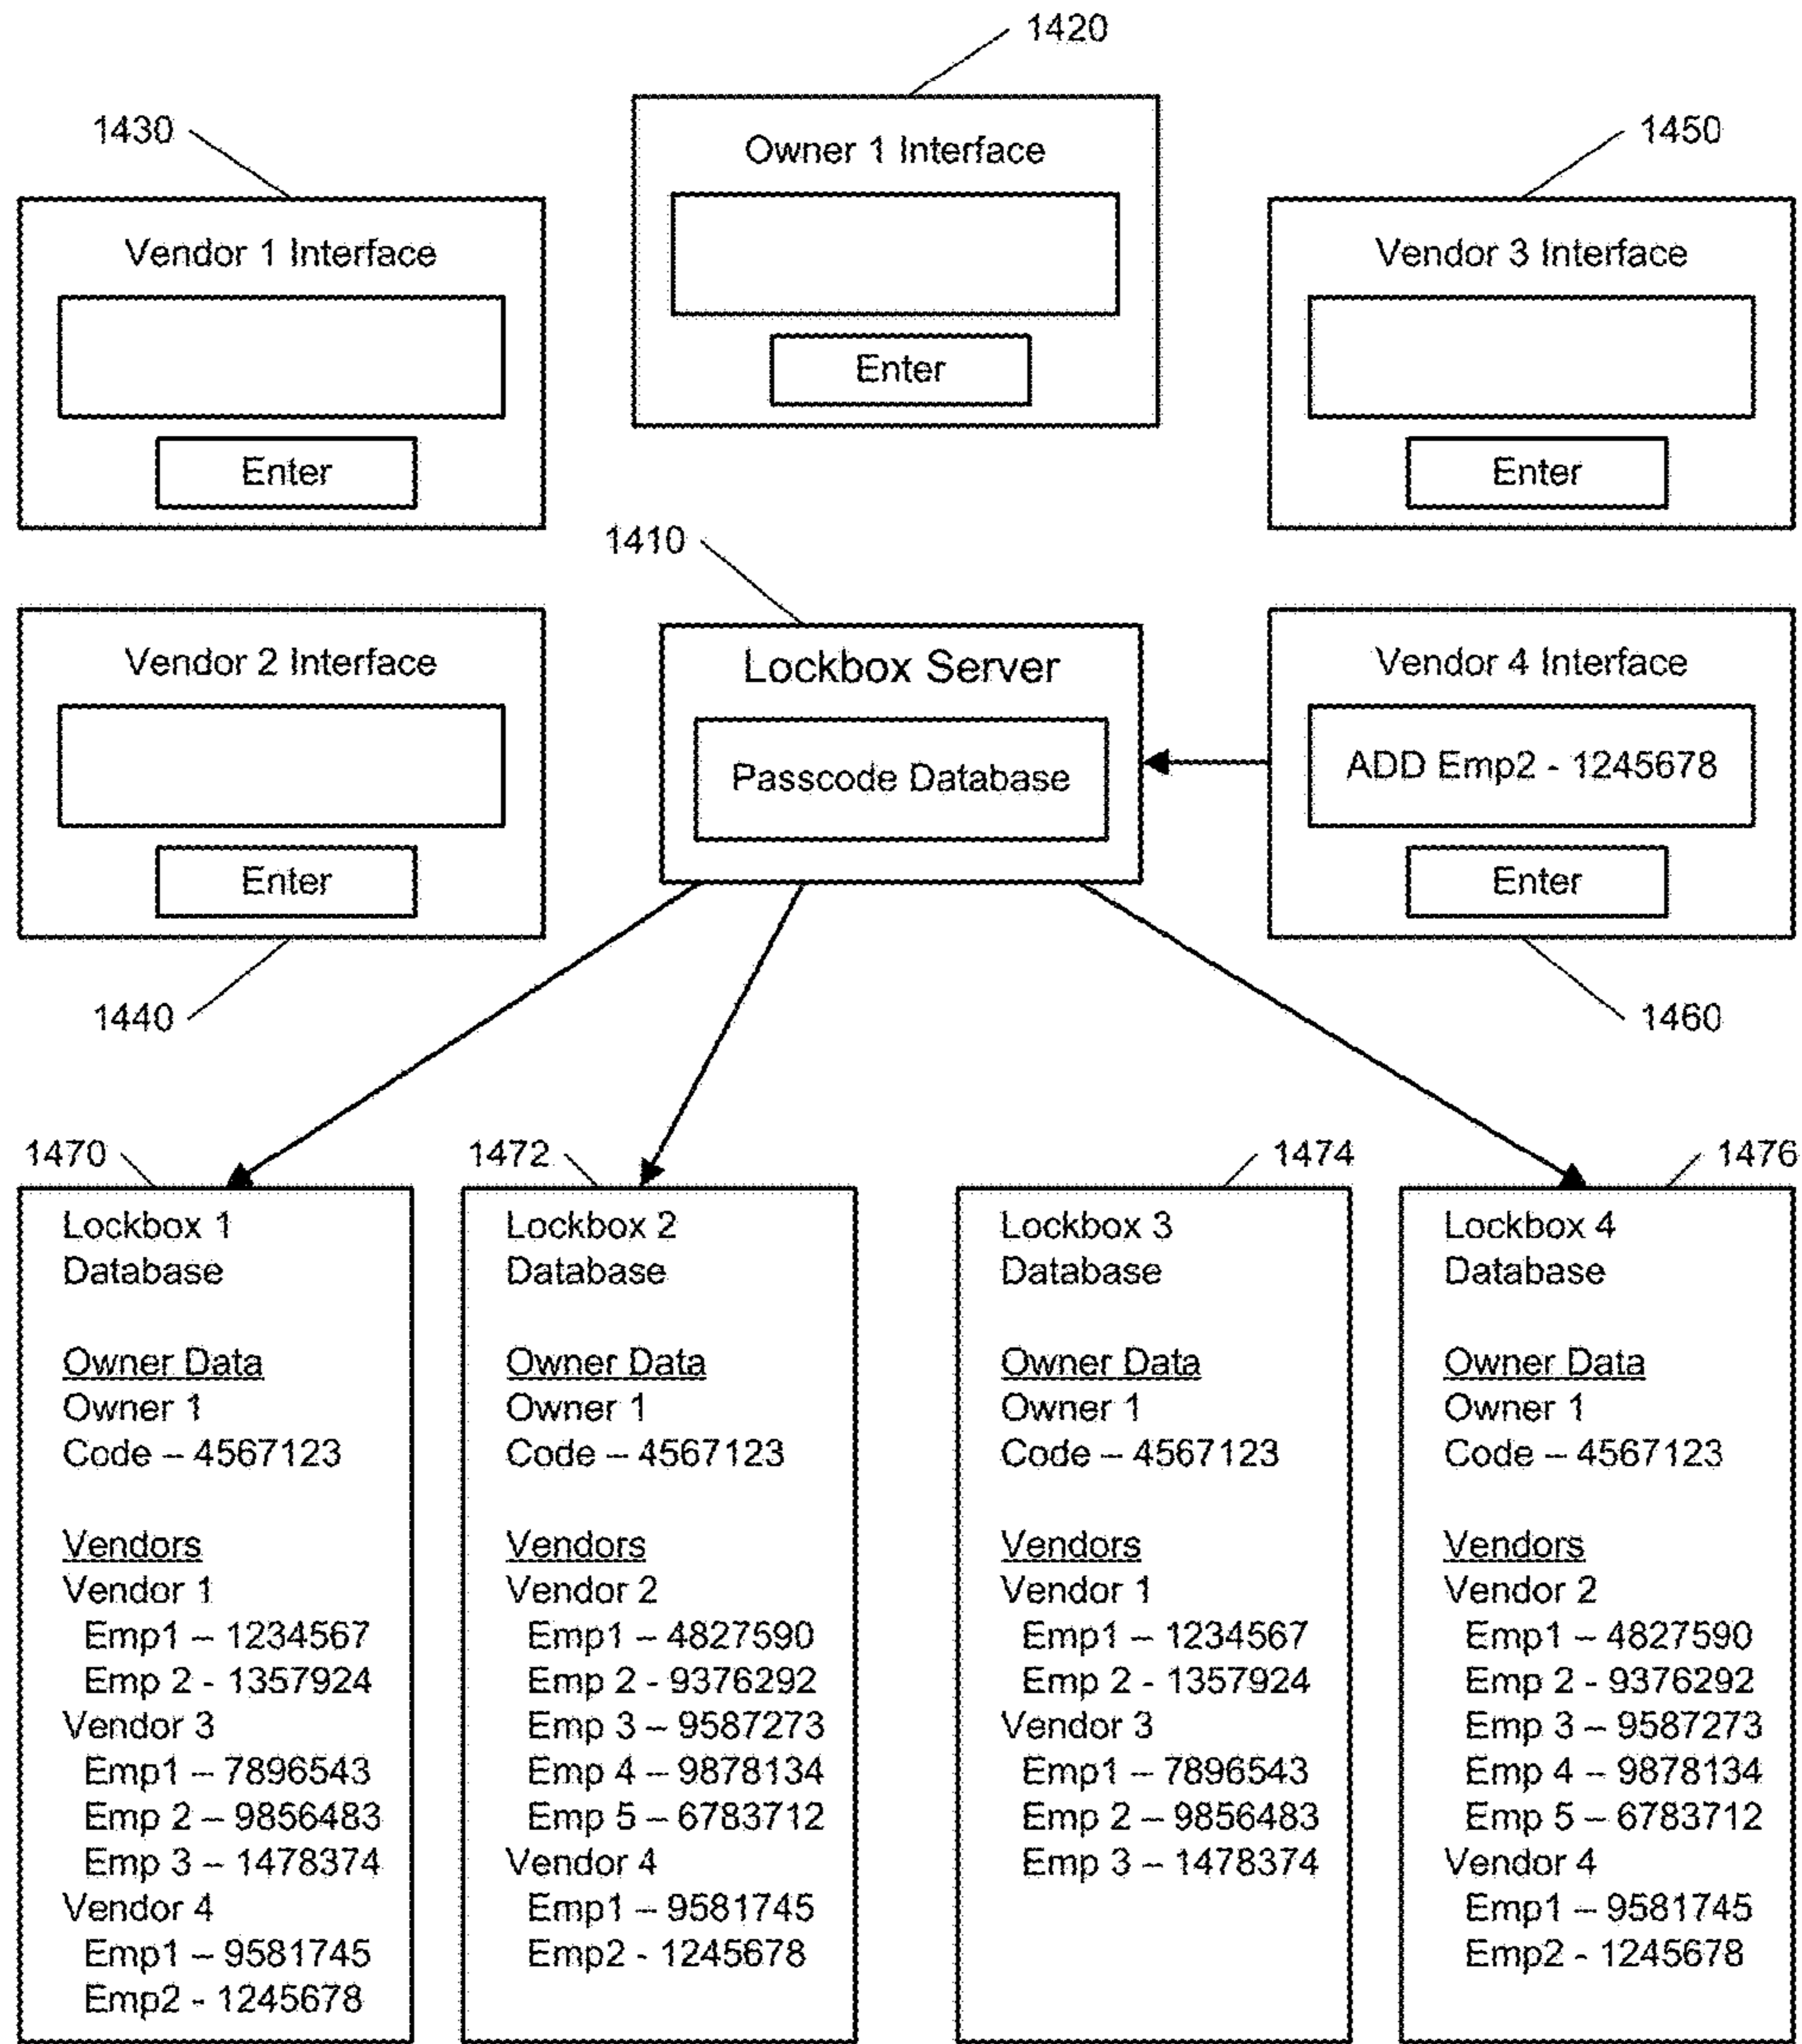 1420
1430
1450
Owner 1 Interface
Enter
Vendor 1 Interface
Enter
Vendor 3 Interface
Enter
1410
Vendor 2 Interface
Enter
1440
Lockbox Server
Passcode Database
Vendor 4 Interface
ADD Emp2 - 1245678
Enter
1460
1470
Lockbox 1
Database
Owner Data
Owner 1
Code – 4567123
Vendors
Vendor 1
Emp1 – 1234567
Emp 2 - 1357924
Vendor 3
Emp1 – 7896543
Emp 2 – 9856483
Emp 3 – 1478374
Vendor 4
Emp1 – 9581745
Emp2 - 1245678
1472
Lockbox 2
Database
Owner Data
Owner 1
Code – 4567123
Vendors
Vendor 2
Emp1 – 4827590
Emp 2 - 9376292
Emp 3 – 9587273
Emp 4 – 9878134
Emp 5 – 6783712
Vendor 4
Emp1 – 9581745
Emp2 - 1245678
1474
Lockbox 3
Database
Owner Data
Owner 1
Code – 4567123
Vendors
Vendor 1
Emp1 – 1234567
Emp 2 - 1357924
Vendor 3
Emp1 – 7896543
Emp 2 – 9856483
Emp 3 – 1478374
1476
Lockbox 4
Database
Owner Data
Owner 1
Code – 4567123
Vendors
Vendor 2
Emp1 – 4827590
Emp 2 - 9376292
Emp 3 – 9587273
Emp 4 – 9878134
Emp 5 – 6783712
Vendor 4
Emp1 – 9581745
Emp2 - 1245678